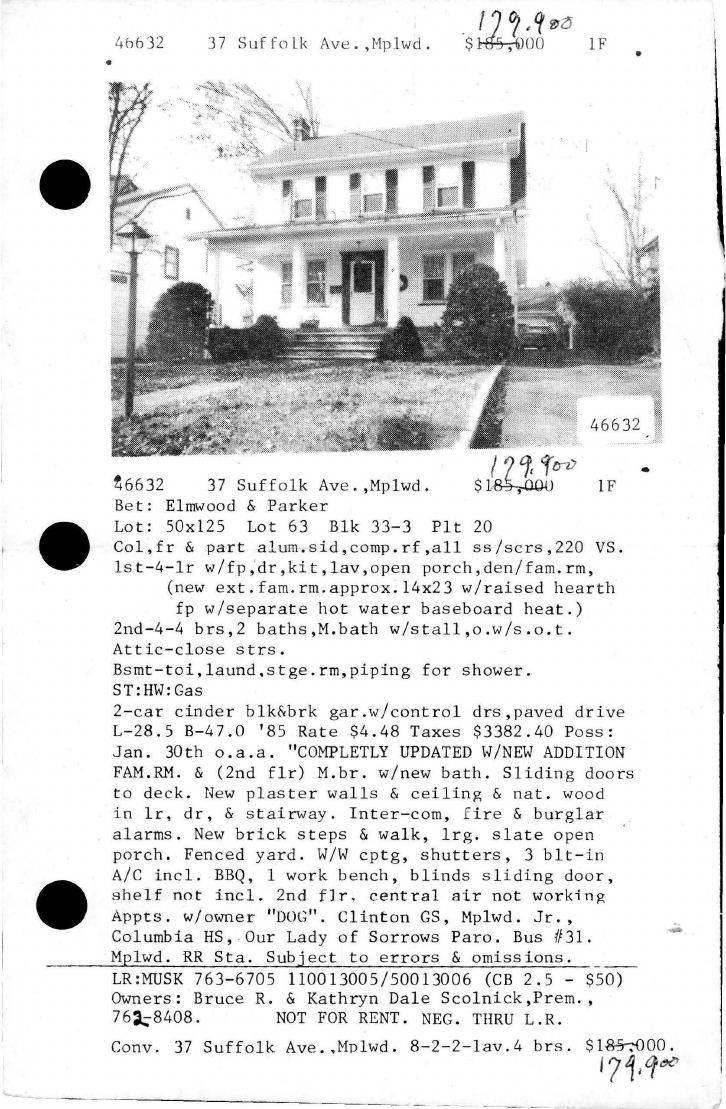 179.900
46632 37 Suffolk Ave.,Mplwd. $185,000 1F
46632
179.900
46632 37 Suffolk Ave.,Mplwd. $185,000 1F
Bet: Elmwood & Parker
Lot: 50x125 Lot 63 Blk 33-3 Plt 20
Col,fr & part alum.sid,comp.rf,all ss/scrs,220 VS.
1st-4-lr w/fp,dr,kit,lav,open porch,den/fam.rm,
(new ext.fam.rm.approx.14x23 w/raised hearth
fp w/separate hot water baseboard heat.)
2nd-4-4 brs,2 baths,M.bath w/stall,o.w/s.o.t.
Attic-close strs.
Bsmt-toi,laund,stge.rm,piping for shower.
ST:HW:Gas
2-car cinder blk&brk gar.w/control drs,paved drive
L-28.5 B-47.0 '85 Rate $4.48 Taxes $3382.40 Poss:
Jan. 30th o.a.a. "COMPLETLY UPDATED W/NEW ADDITION
FAM.RM. & (2nd flr) M.br. w/new bath. Sliding doors
to deck. New plaster walls & ceiling & nat. wood
in lr, dr, & stairway. Inter-com, fire & burglar
alarms. New brick steps & walk, lrg. slate open
porch. Fenced yard. W/W cptg, shutters, 3 blt-in
A/C incl. BBQ, 1 work bench, blinds sliding door,
shelf not incl. 2nd flr. central air not working
Appts. w/owner "DOG". Clinton GS, Mplwd. Jr.,
Columbia HS, Our Lady of Sorrows Paro. Bus #31.
Mplwd. RR Sta. Subject to errors & omissions.
LR:MUSK 763-6705 110013005/50013006 (CB 2.5 - $50)
Owners: Bruce R. & Kathryn Dale Scolnick,Prem.,
762-8408. NOT FOR RENT. NEG. THRU L.R.
Conv. 37 Suffolk Ave.,Mplwd. 8-2-2-lav.4 brs. $185,000.
179.900